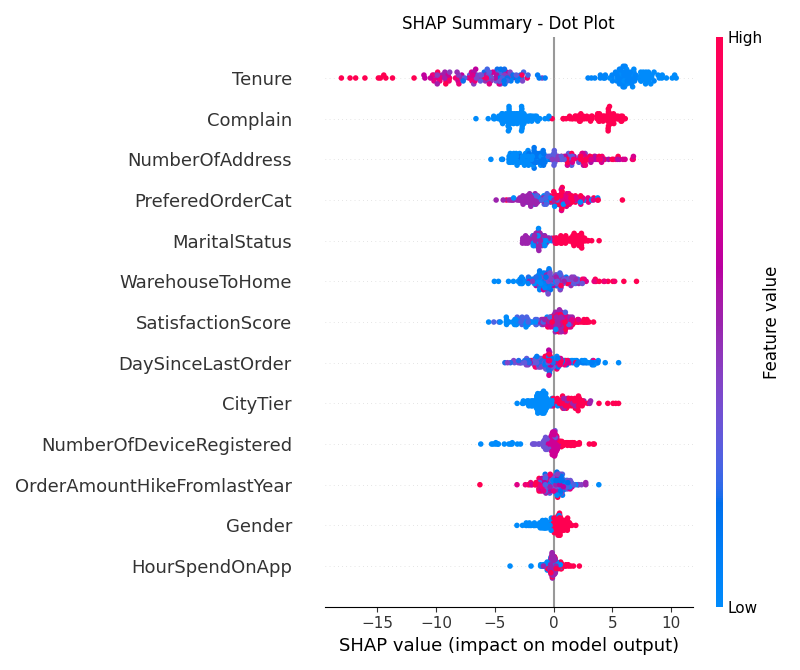 SHAP Summary - Dot Plot
High
Tenure
Complain
NumberOfAddress
PreferedOrderCat
MaritalStatus
WarehouseToHome
SatisfactionScore
DaySinceLastOrder
CityTier
NumberOfDeviceRegistered
OrderAmountHikeFromlastYear
Gender
HourSpendOnApp
Feature value
Low
−15 −10 −5 0 5 10
SHAP value (impact on model output)